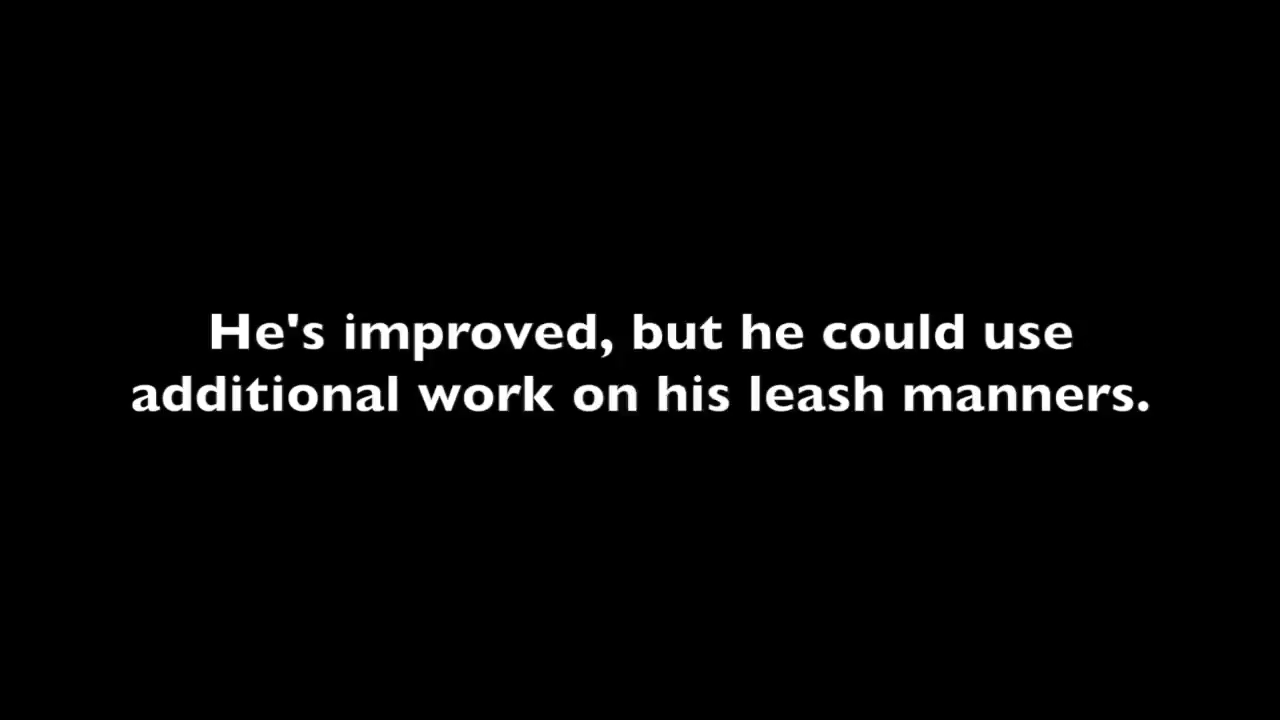 He's improved, but he could use
additional work on his leash manners.